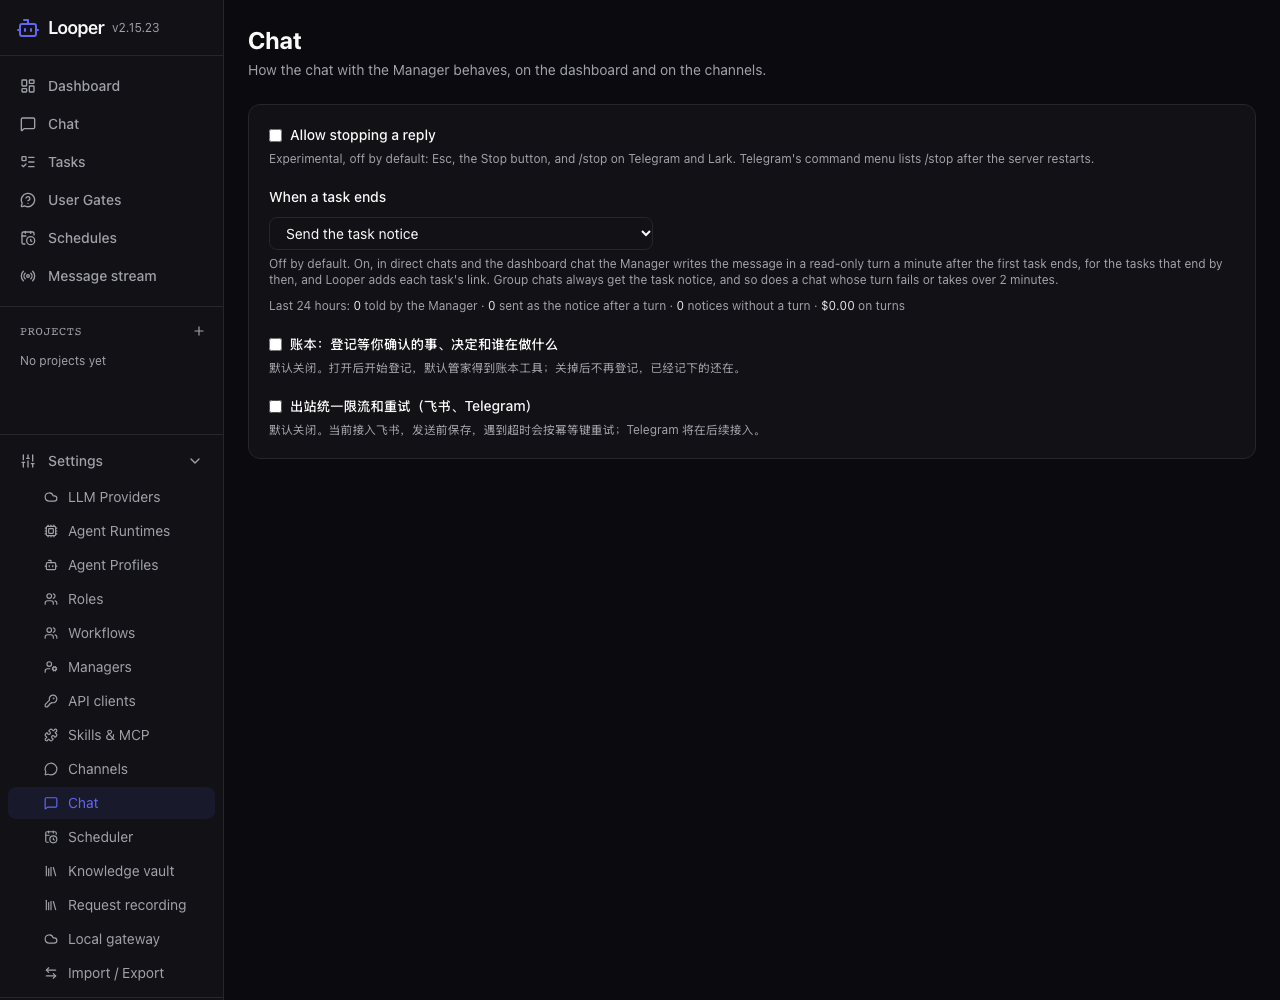 Looper v2.15.23
Dashboard
Chat
Tasks
User Gates
Schedules
Message stream
PROJECTS
No projects yet
Settings
LLM Providers
Agent Runtimes
Agent Profiles
Roles
Workflows
Managers
API clients
Skills & MCP
Channels
Chat
Scheduler
Knowledge vault
Request recording
Local gateway
Import / Export
Chat
How the chat with the Manager behaves, on the dashboard and on the channels.
Allow stopping a reply
Experimental, off by default: Esc, the Stop button, and /stop on Telegram and Lark. Telegram's command menu lists /stop after the server restarts.
When a task ends
Send the task notice
Off by default. On, in direct chats and the dashboard chat the Manager writes the message in a read-only turn a minute after the first task ends, for the tasks that end by
then, and Looper adds each task's link. Group chats always get the task notice, and so does a chat whose turn fails or takes over 2 minutes.
Last 24 hours: 0 told by the Manager · 0 sent as the notice after a turn · 0 notices without a turn · $0.00 on turns
账本：登记等你确认的事、决定和谁在做什么
默认关闭。打开后开始登记，默认管家得到账本工具；关掉后不再登记，已经记下的还在。
出站统一限流和重试（飞书、Telegram）
默认关闭。当前接入飞书，发送前保存，遇到超时会按幂等键重试；Telegram 将在后续接入。